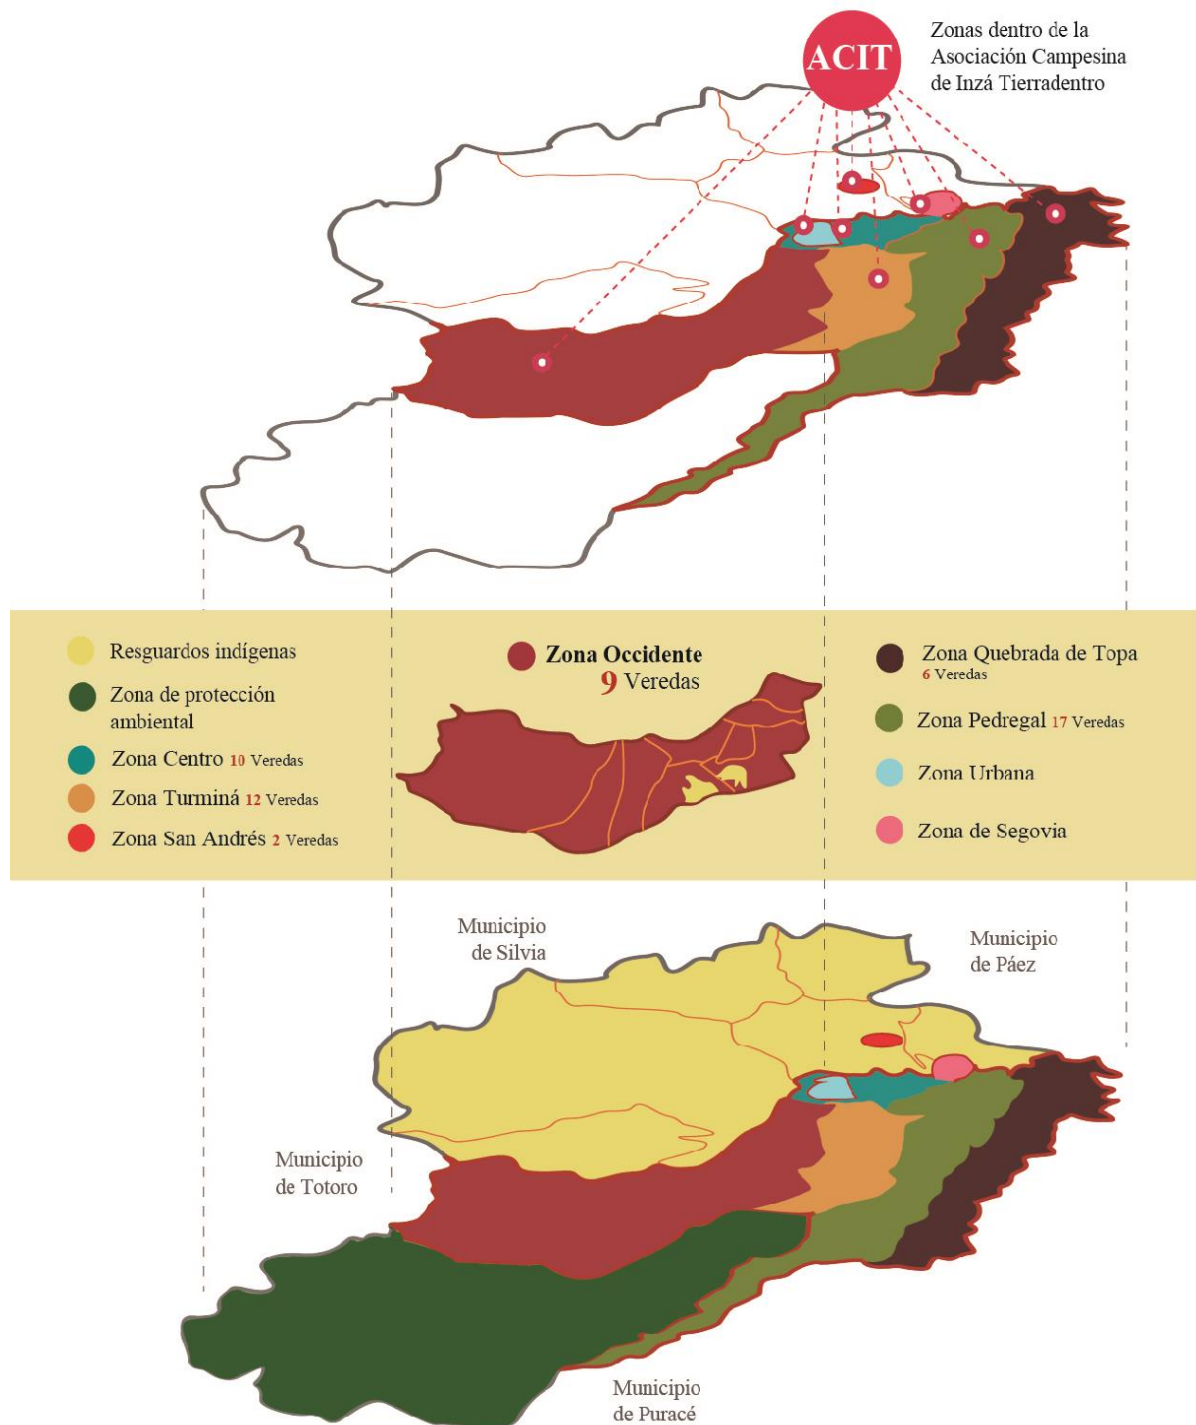 ACIT
Zonas dentro de la
Asociación Campesina
de Inzá Tierradentro
Resguardos indígenas
Zona de protección
ambiental
Zona Centro 10 Veredas
Zona Turminá 12 Veredas
Zona San Andrés 2 Veredas
Zona Occidente
9 Veredas
Zona Quebrada de Topa
6 Veredas
Zona Pedregal 17 Veredas
Zona Urbana
Zona de Segovia
Municipio
de Silvia
Municipio
de Páez
Municipio
de Totoro
Municipio
de Puracé